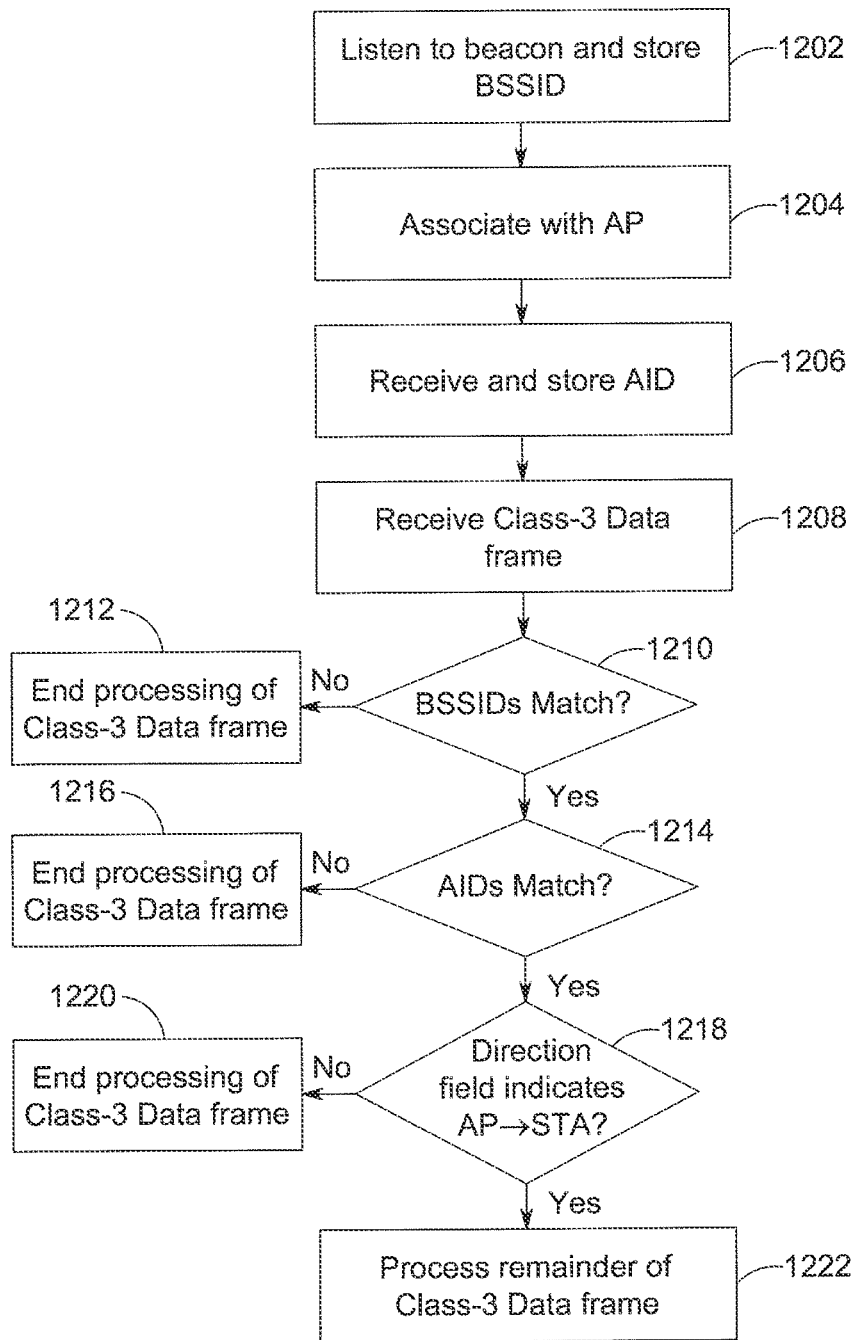 Listen to beacon and store
BSSID
1202
Associate with AP
1204
Receive and store AID
1206
Receive Class-3 Data
frame
1208
1212
End processing of
Class-3 Data frame
No
1210
BSSIDs Match?
Yes
1216
End processing of
Class-3 Data frame
No
1214
AIDs Match?
Yes
1220
End processing of
Class-3 Data frame
No
1218
Direction
field indicates
AP→STA?
Yes
Process remainder of
Class-3 Data frame
1222